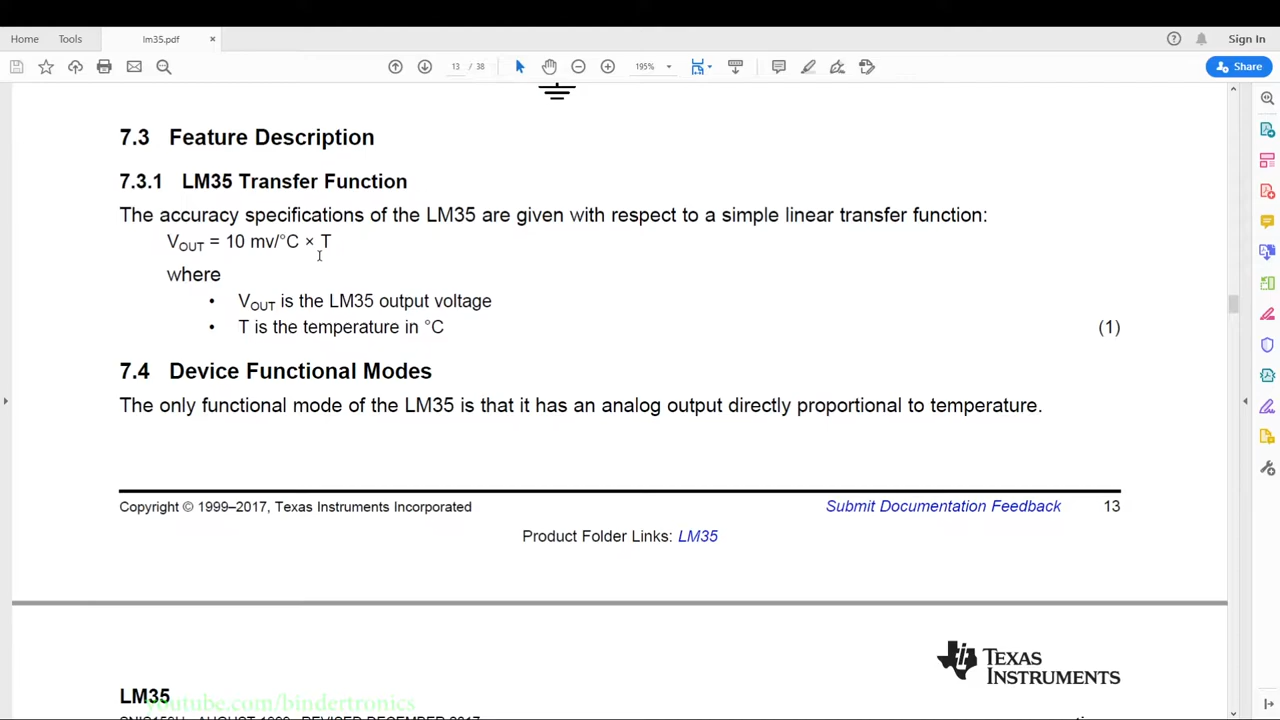 Home Tools lm35.pdf × Sign In
13 / 38 195% Share
7.3 Feature Description
7.3.1 LM35 Transfer Function
The accuracy specifications of the LM35 are given with respect to a simple linear transfer function:
VOUT = 10 mv/°C × T
where
• VOUT is the LM35 output voltage
• T is the temperature in °C (1)
7.4 Device Functional Modes
The only functional mode of the LM35 is that it has an analog output directly proportional to temperature.
Copyright © 1999–2017, Texas Instruments Incorporated Submit Documentation Feedback 13
Product Folder Links: LM35
TEXAS
INSTRUMENTS
LM35
youtube.com/bindertronics